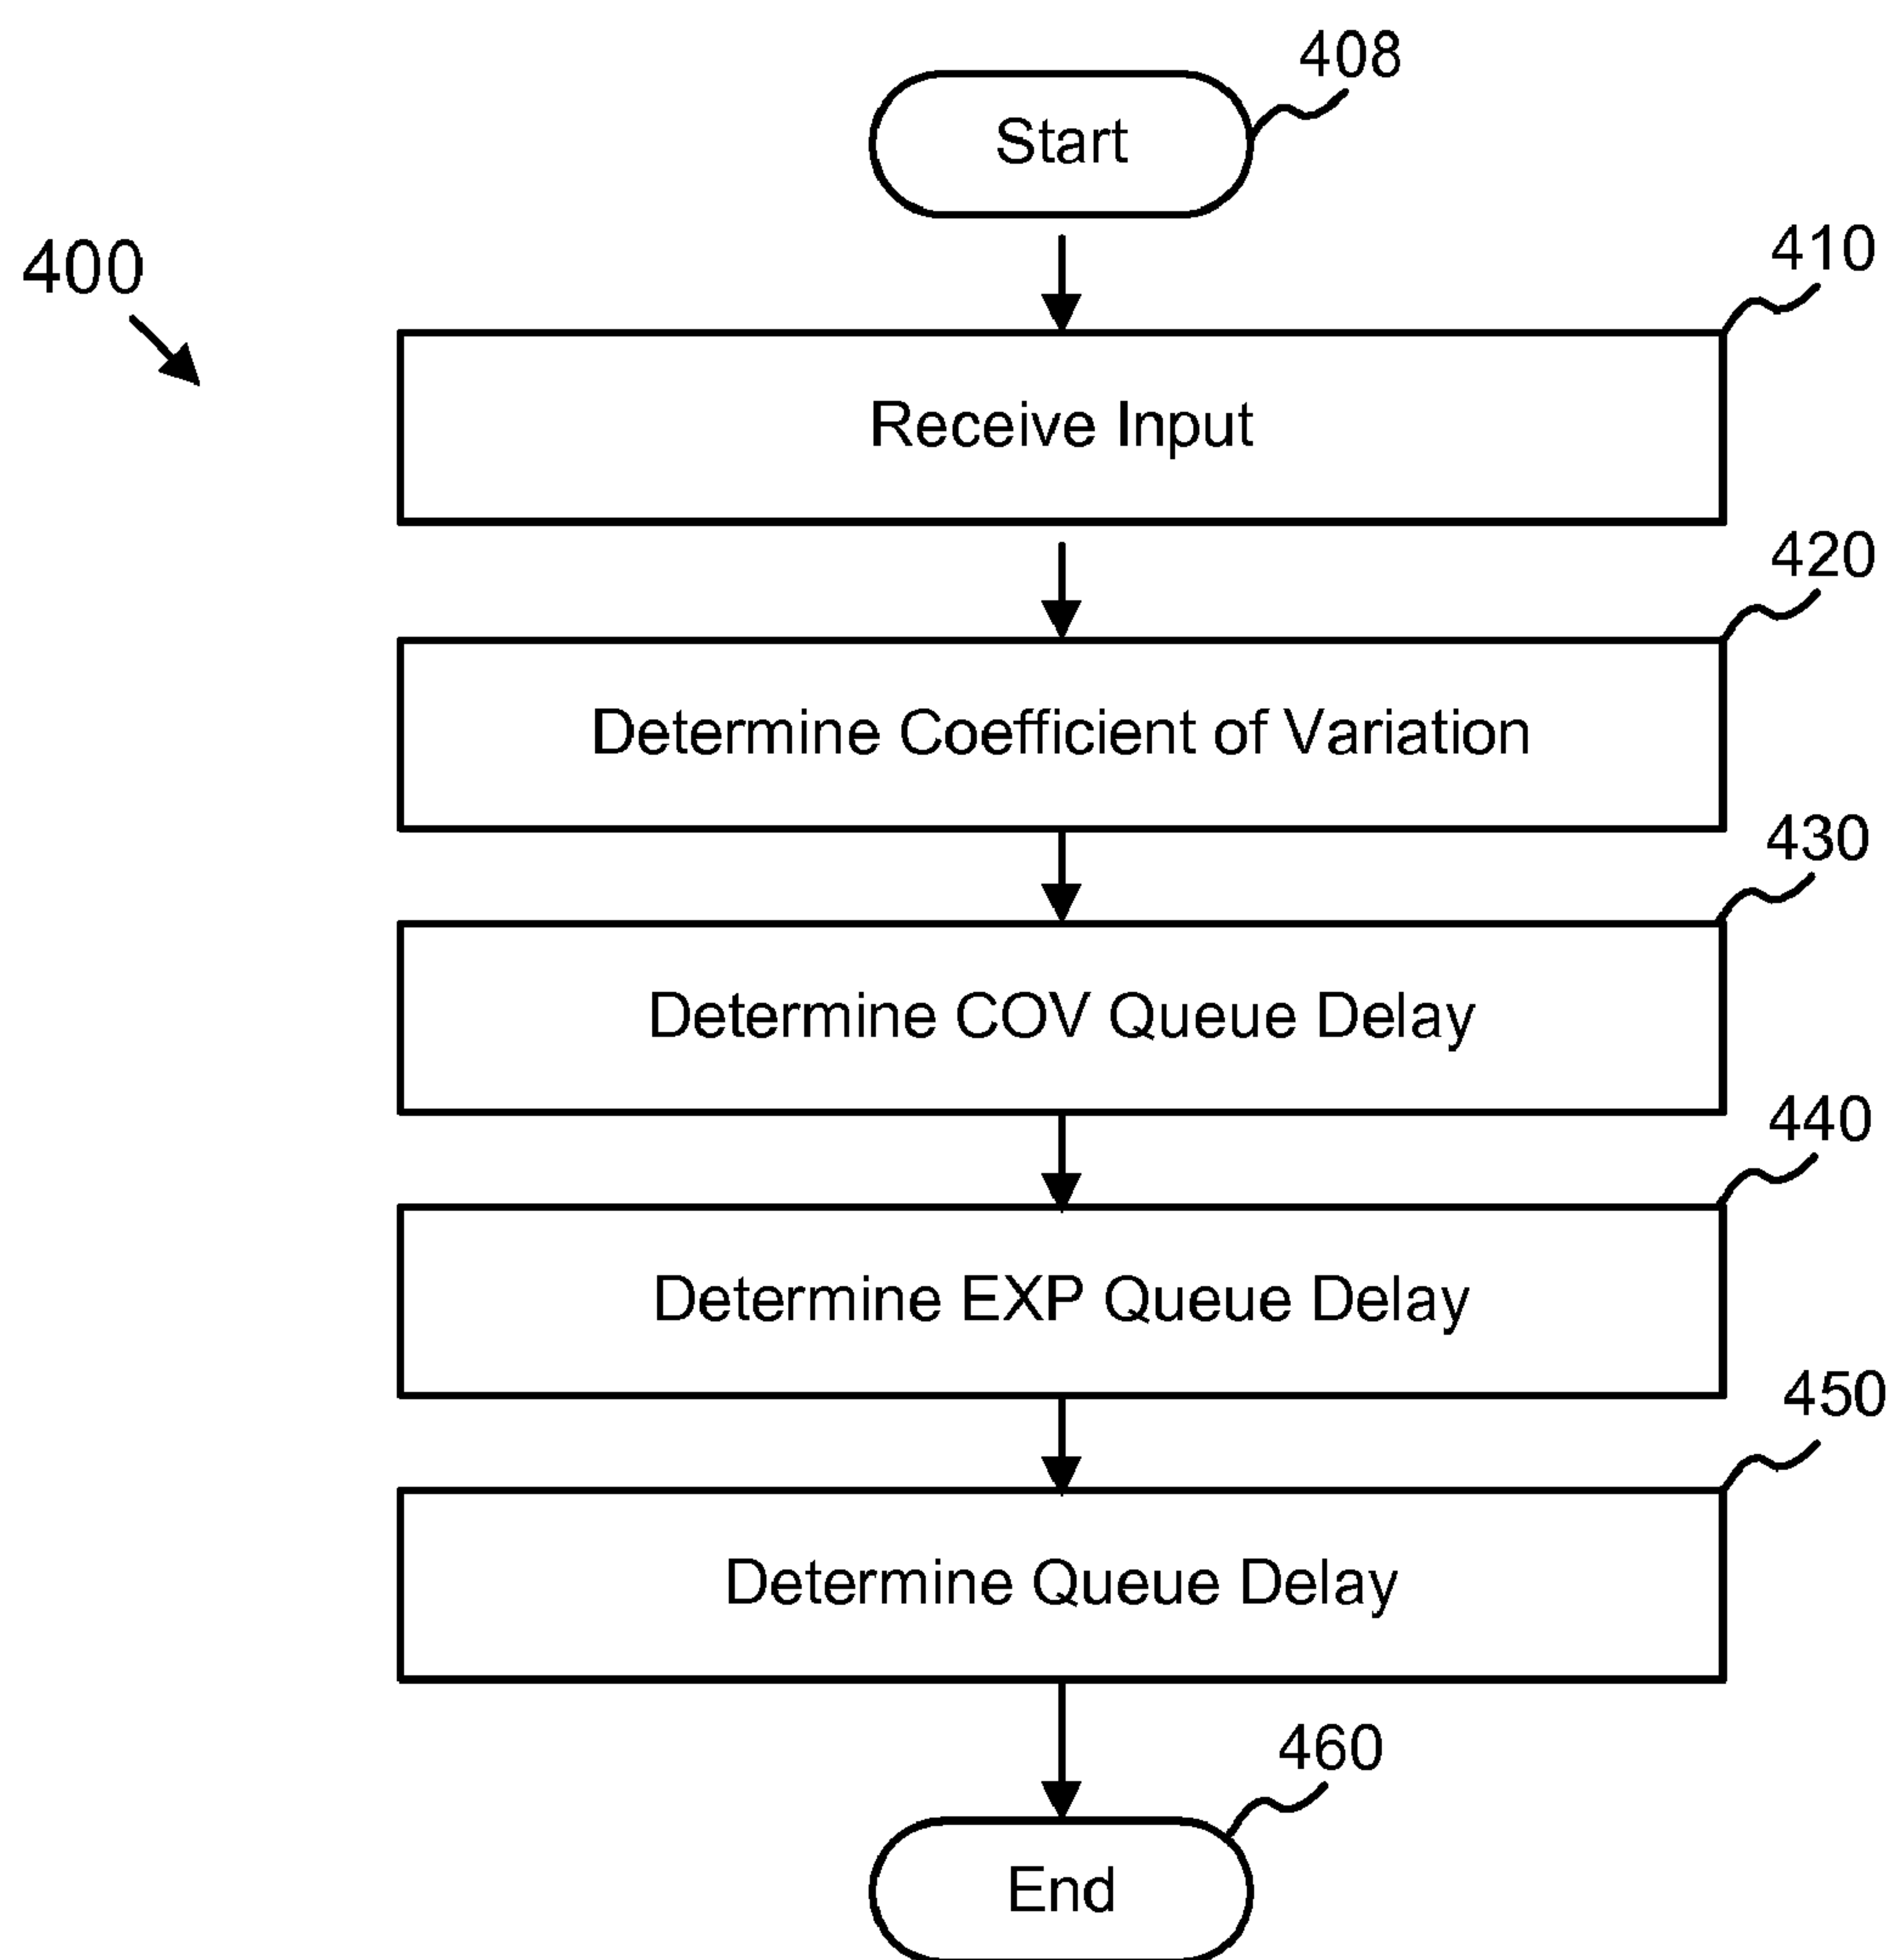 408
Start
400
410
Receive Input
420
Determine Coefficient of Variation
430
Determine COV Queue Delay
440
Determine EXP Queue Delay
450
Determine Queue Delay
460
End